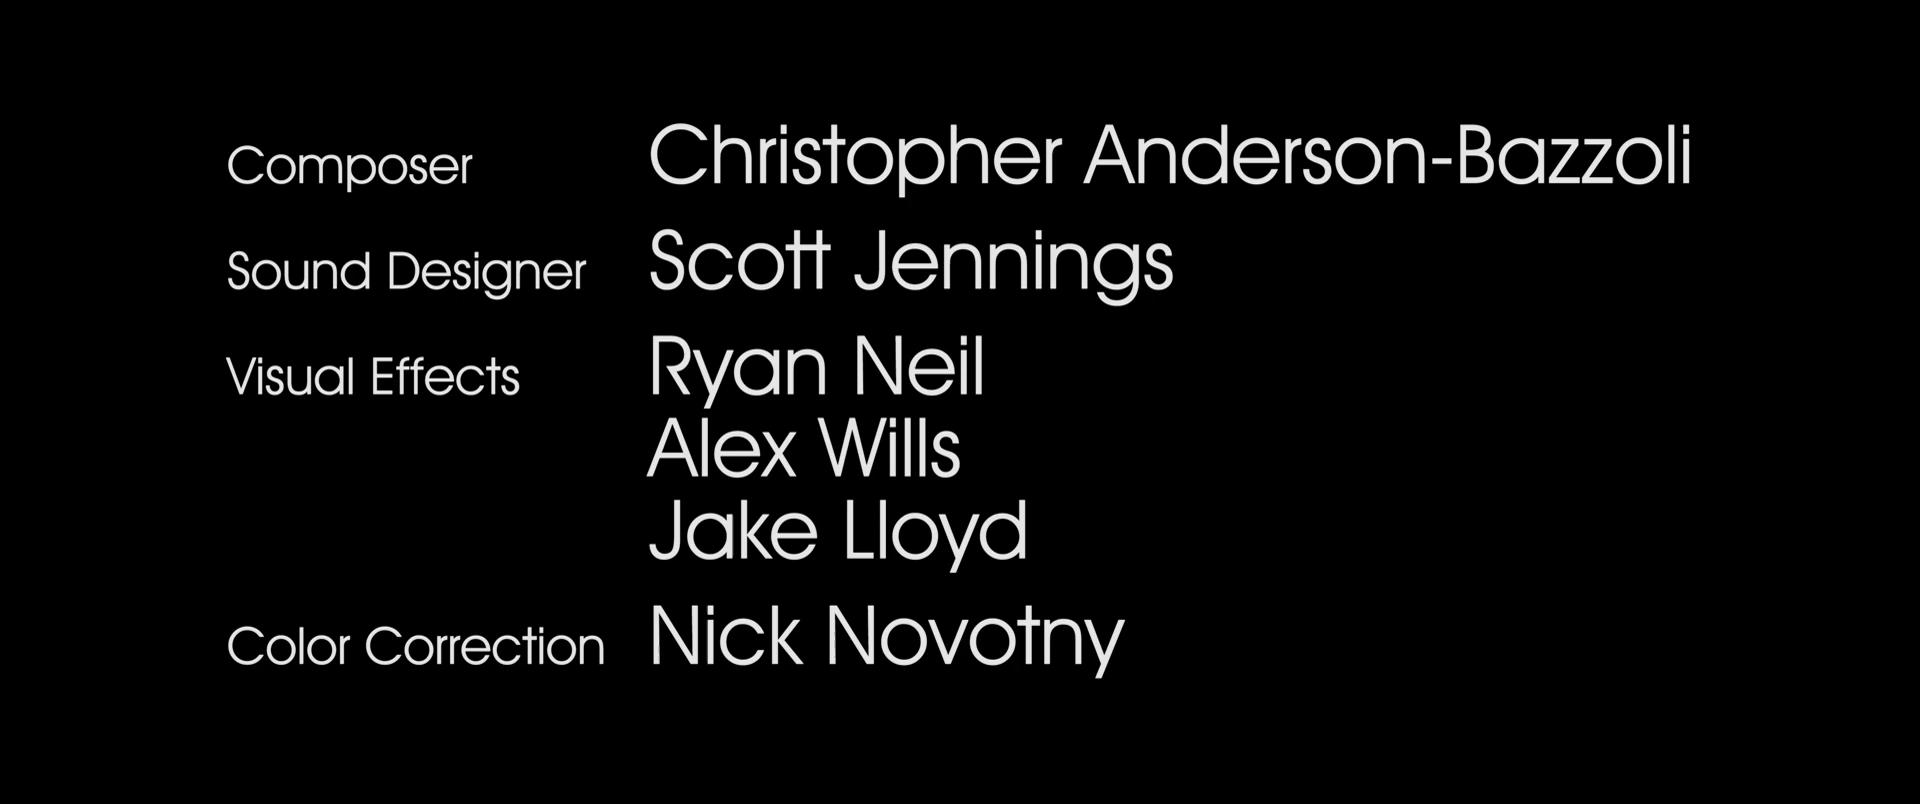 Composer Christopher Anderson-Bazzoli
Sound Designer Scott Jennings
Visual Effects Ryan Neil
Alex Wills
Jake Lloyd
Color Correction Nick Novotny